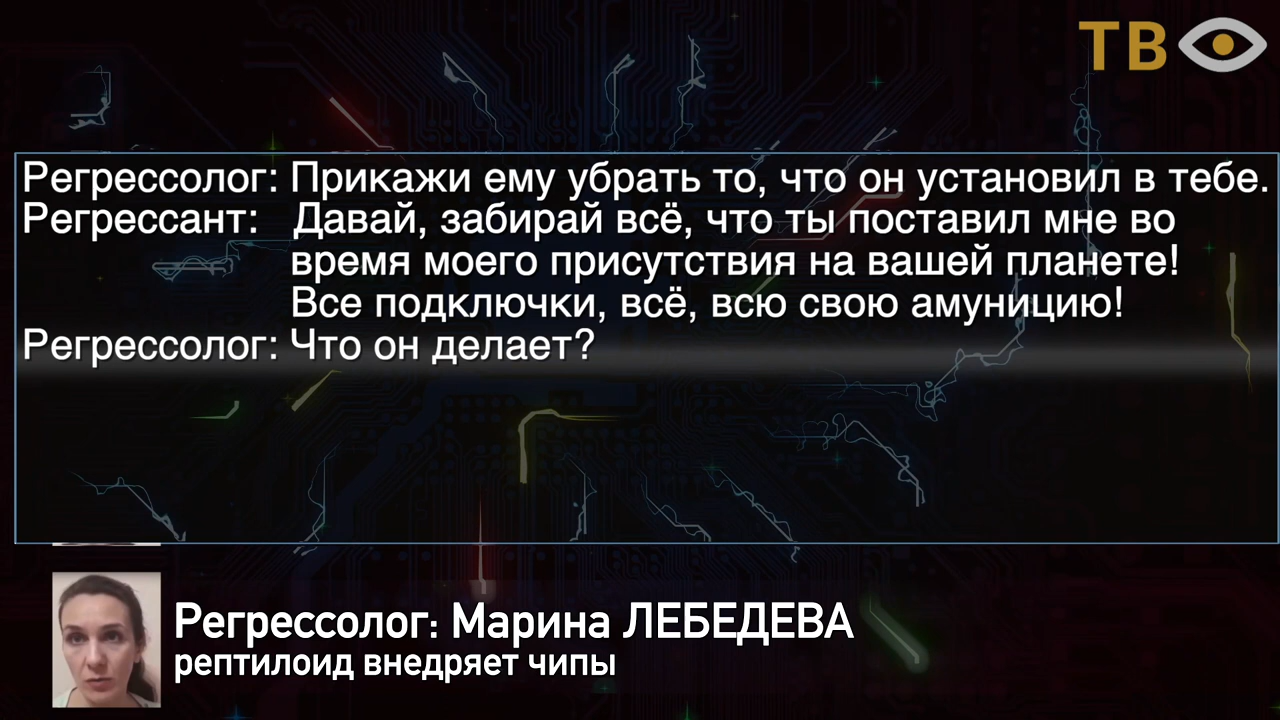 ТВ
Регрессолог: Прикажи ему убрать то, что он установил в тебе.
Регрессант: Давай, забирай всё, что ты поставил мне во
время моего присутствия на вашей планете!
Все подключки, всё, всю свою амуницию!
Регрессолог: Что он делает?
Регрессолог: Марина ЛЕБЕДЕВА
рептилоид внедряет чипы